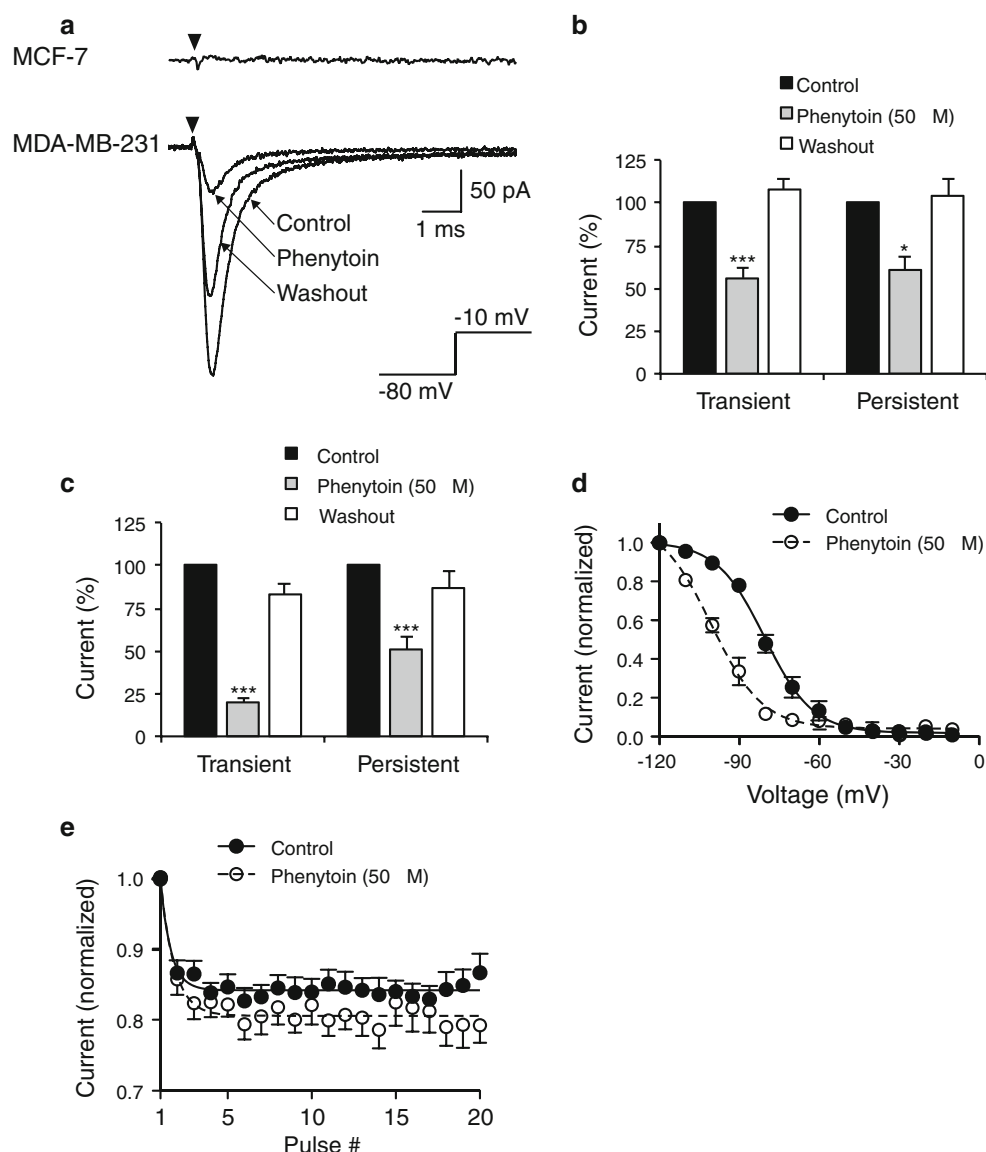 a
MCF-7
MDA-MB-231
Control
Phenytoin
Washout
50 pA
1 ms
-10 mV
-80 mV
b
Control
Phenytoin (50 M)
Washout
Current (%)
125
100
75
50
25
0
***
*
Transient
Persistent
c
Control
Phenytoin (50 M)
Washout
Current (%)
125
100
75
50
25
0
***
***
Transient
Persistent
d
Control
Phenytoin (50 M)
Current (normalized)
1.0
0.8
0.6
0.4
0.2
0.0
-120
-90
-60
-30
0
Voltage (mV)
e
Control
Phenytoin (50 M)
Current (normalized)
1.0
0.9
0.8
0.7
1
5
10
15
20
Pulse #